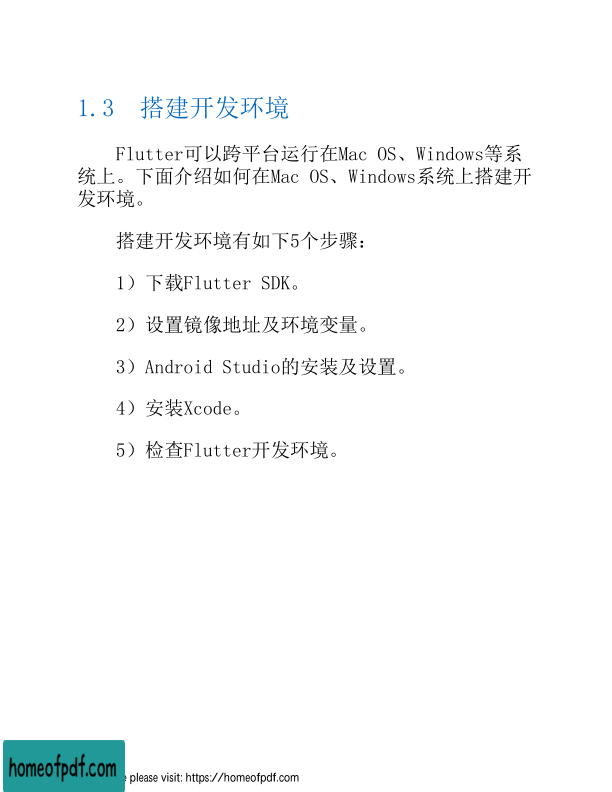 1.3 搭建开发环境
Flutter可以跨平台运行在Mac OS、Windows等系
统上。下面介绍如何在Mac OS、Windows系统上搭建开
发环境。
搭建开发环境有如下5个步骤：
1）下载Flutter SDK。
2）设置镜像地址及环境变量。
3）Android Studio的安装及设置。
4）安装Xcode。
5）检查Flutter开发环境。
homeofpdf.com
please visit: https://homeofpdf.com